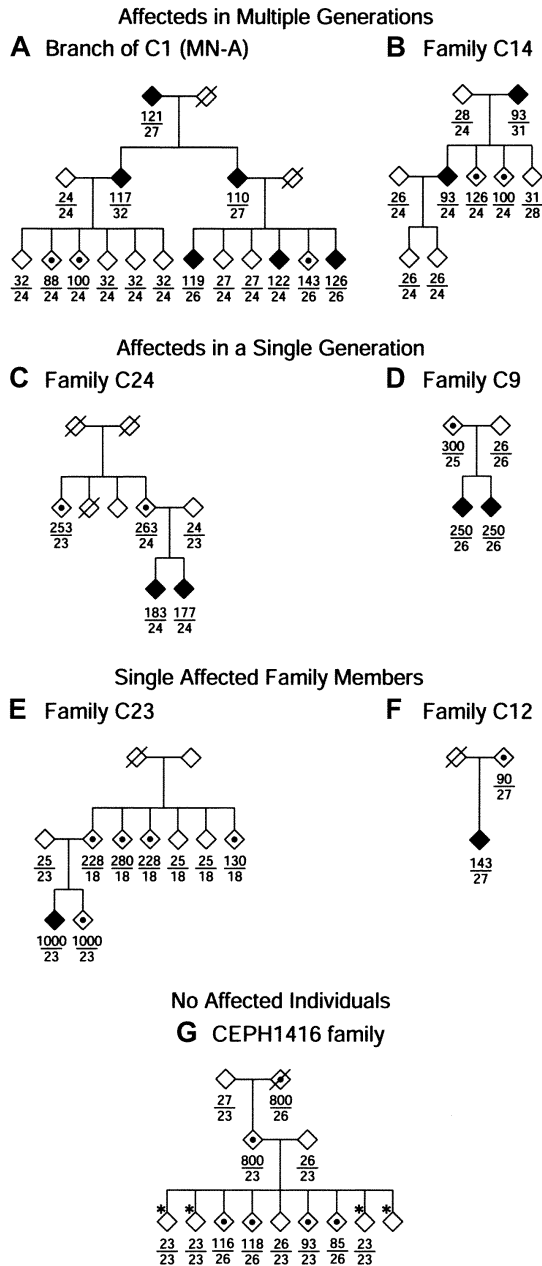 Affecteds in Multiple Generations
A Branch of C1 (MN-A) B Family C14
121 28 93
27 24 31
24 117 110 26 93 126 100 31
24 32 27 24 24 24 24 28
32 88 100 32 32 32 119 27 27 122 143 126 26 26
24 24 24 24 24 24 26 24 24 24 26 26 24 24
Affecteds in a Single Generation
C Family C24 D Family C9
300 26
25 26
253 263 24 250 250
23 24 23 26 26
183 177
24 24
Single Affected Family Members
E Family C23 F Family C12
90
27
25 228 280 228 25 25 130 143
23 18 18 18 18 18 18 27
1000 1000
23 23
No Affected Individuals
G CEPH1416 family
27 800
23 26
800 26
23 23
* * * *
23 23 116 118 26 93 85 23
23 23 26 26 23 23 26 23